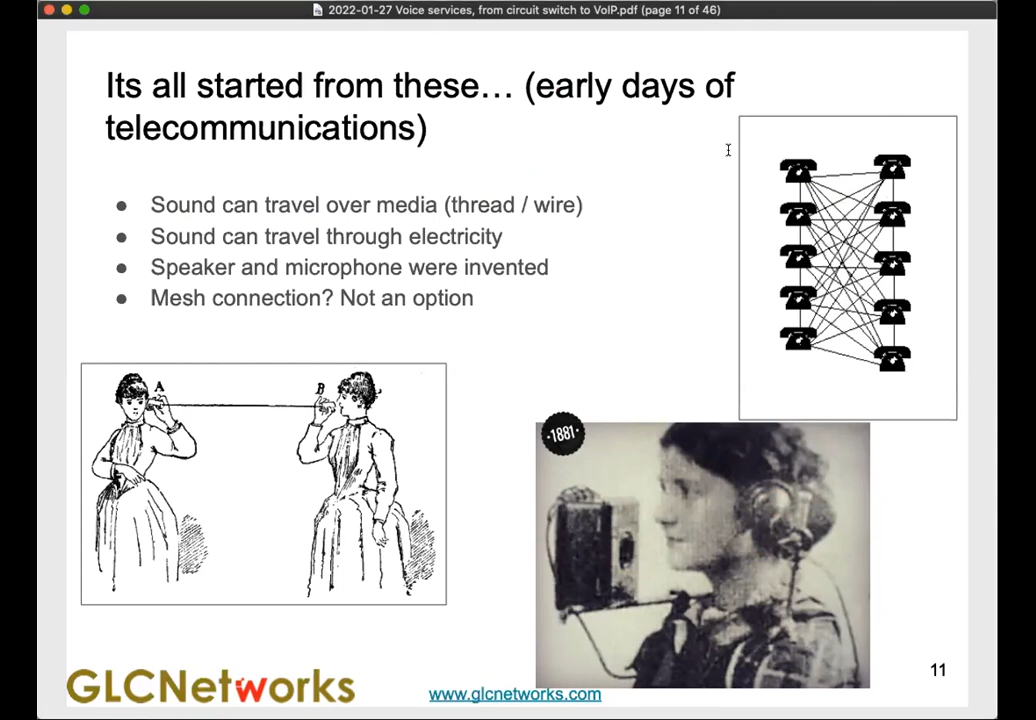 2022-01-27 Voice services, from circuit switch to VoIP.pdf (page 11 of 46)
Its all started from these… (early days of
telecommunications)
● Sound can travel over media (thread / wire)
● Sound can travel through electricity
● Speaker and microphone were invented
● Mesh connection? Not an option
A
B
·1881·
GLCNetworks
www.glcnetworks.com
11